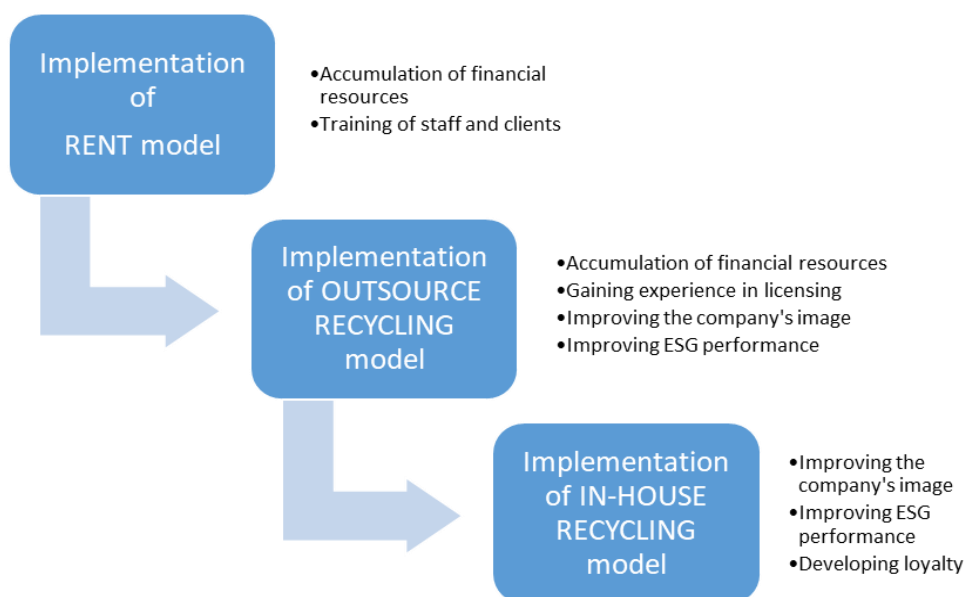 Implementation
of
RENT model
•Accumulation of financial
resources
•Training of staff and clients
Implementation
of OUTSOURCE
RECYCLING
model
•Accumulation of financial resources
•Gaining experience in licensing
•Improving the company's image
•Improving ESG performance
Implementation
of IN-HOUSE
RECYCLING
model
•Improving the
company's image
•Improving ESG
performance
•Developing loyalty